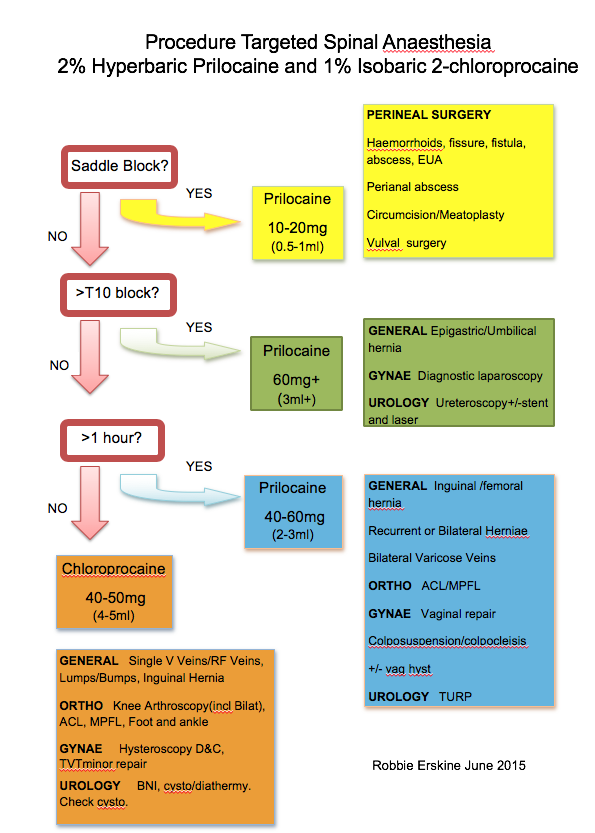 Procedure Targeted Spinal Anaesthesia
2% Hyperbaric Prilocaine and 1% Isobaric 2-chloroprocaine
Saddle Block?
YES
NO
Prilocaine
10-20mg
(0.5-1ml)
PERINEAL SURGERY
Haemorrhoids, fissure, fistula,
abscess, EUA
Perianal abscess
Circumcision/Meatoplasty
Vulval surgery
>T10 block?
YES
NO
Prilocaine
60mg+
(3ml+)
GENERAL Epigastric/Umbilical
hernia
GYNAE Diagnostic laparoscopy
UROLOGY Ureteroscopy+/-stent
and laser
>1 hour?
YES
NO
Prilocaine
40-60mg
(2-3ml)
GENERAL Inguinal /femoral
hernia
Recurrent or Bilateral Herniae
Bilateral Varicose Veins
ORTHO ACL/MPFL
GYNAE Vaginal repair
Colposuspension/colpocleisis
+/- vag hyst
UROLOGY TURP
Chloroprocaine
40-50mg
(4-5ml)
GENERAL Single V Veins/RF Veins,
Lumps/Bumps, Inguinal Hernia
ORTHO Knee Arthroscopy(incl Bilat),
ACL, MPFL, Foot and ankle
GYNAE Hysteroscopy D&C,
TVTminor repair
UROLOGY BNI, cysto/diathermy.
Check cysto.
Robbie Erskine June 2015